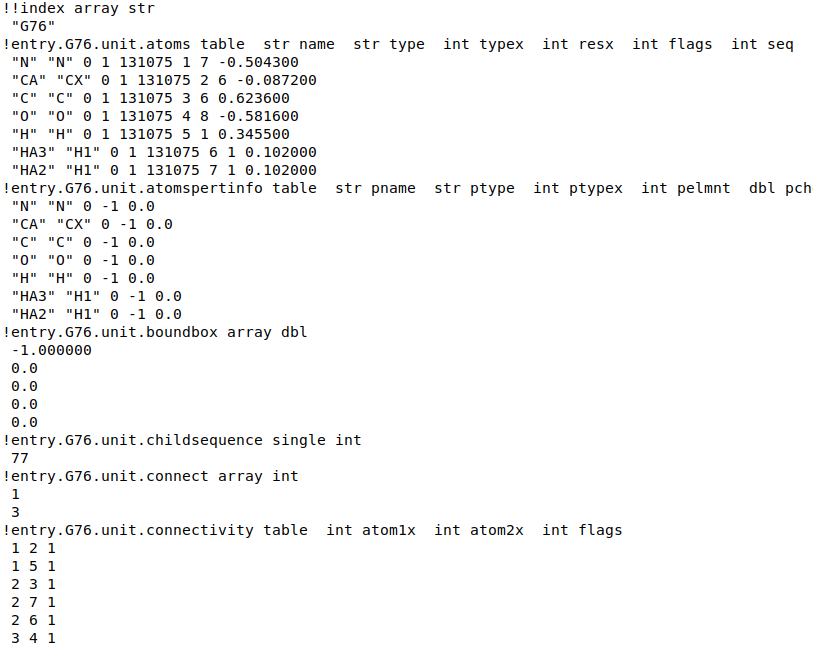 !!index array str
"G76"
!entry.G76.unit.atoms table  str name  str type  int typex  int resx  int flags  int seq
"N" "N" 0 1 131075 1 7 -0.504300
"CA" "CX" 0 1 131075 2 6 -0.087200
"C" "C" 0 1 131075 3 6 0.623600
"O" "O" 0 1 131075 4 8 -0.581600
"H" "H" 0 1 131075 5 1 0.345500
"HA3" "H1" 0 1 131075 6 1 0.102000
"HA2" "H1" 0 1 131075 7 1 0.102000
!entry.G76.unit.atomspertinfo table  str pname  str ptype  int ptypex  int pelmnt  dbl pch
"N" "N" 0 -1 0.0
"CA" "CX" 0 -1 0.0
"C" "C" 0 -1 0.0
"O" "O" 0 -1 0.0
"H" "H" 0 -1 0.0
"HA3" "H1" 0 -1 0.0
"HA2" "H1" 0 -1 0.0
!entry.G76.unit.boundbox array dbl
-1.000000
0.0
0.0
0.0
0.0
!entry.G76.unit.childsequence single int
77
!entry.G76.unit.connect array int
1
3
!entry.G76.unit.connectivity table  int atom1x  int atom2x  int flags
1 2 1
1 5 1
2 3 1
2 7 1
2 6 1
3 4 1